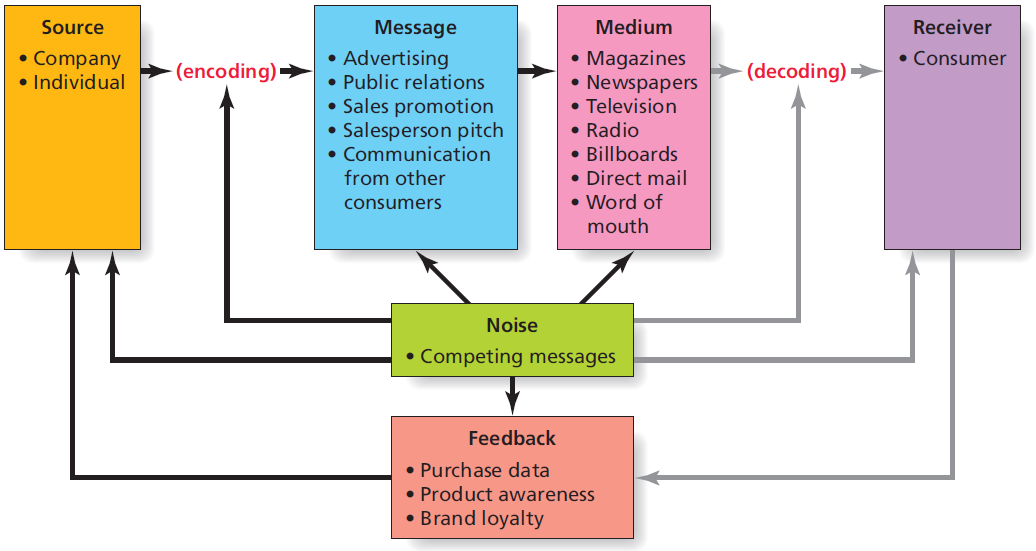 Source
• Company
• Individual
(encoding)
Message
• Advertising
• Public relations
• Sales promotion
• Salesperson pitch
• Communication
from other
consumers
Medium
• Magazines
• Newspapers
• Television
• Radio
• Billboards
• Direct mail
• Word of
mouth
(decoding)
Receiver
• Consumer
Noise
• Competing messages
Feedback
• Purchase data
• Product awareness
• Brand loyalty